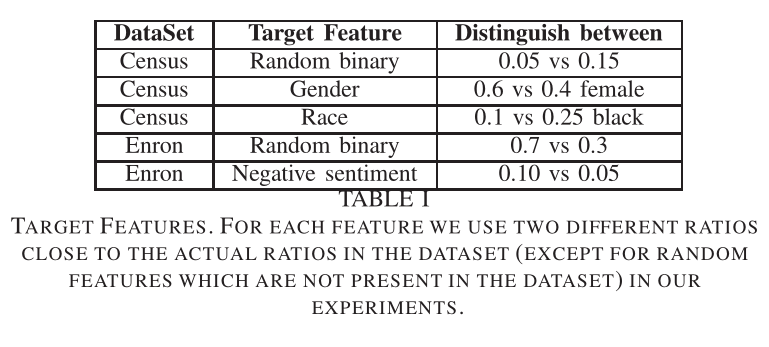 DataSet Target Feature Distinguish between
Census Random binary 0.05 vs 0.15
Census Gender 0.6 vs 0.4 female
Census Race 0.1 vs 0.25 black
Enron Random binary 0.7 vs 0.3
Enron Negative sentiment 0.10 vs 0.05
TABLE I
TARGET FEATURES. FOR EACH FEATURE WE USE TWO DIFFERENT RATIOS
CLOSE TO THE ACTUAL RATIOS IN THE DATASET (EXCEPT FOR RANDOM
FEATURES WHICH ARE NOT PRESENT IN THE DATASET) IN OUR
EXPERIMENTS.